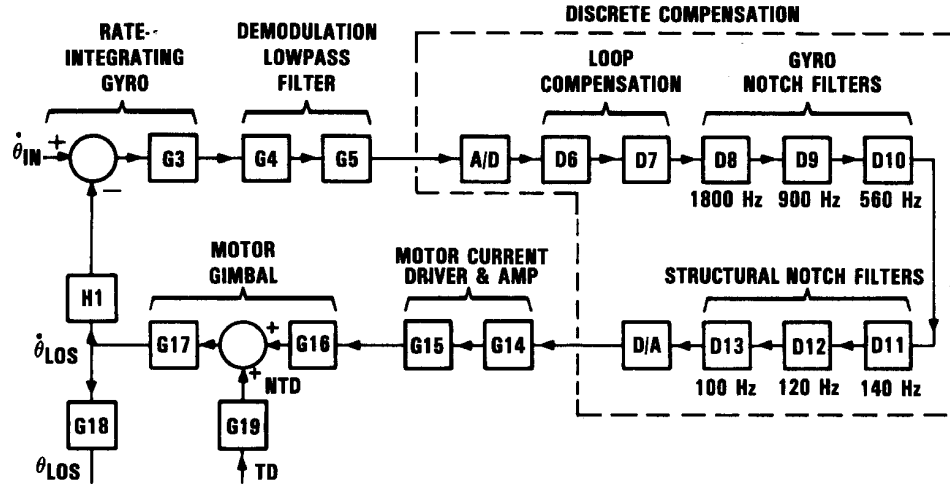 DISCRETE COMPENSATION
RATE-
INTEGRATING
GYRO
DEMODULATION
LOWPASS
FILTER
LOOP
COMPENSATION
GYRO
NOTCH FILTERS
θ̇IN
+
−
G3
G4
G5
A/D
D6
D7
D8
D9
D10
1800 Hz
900 Hz
560 Hz
H1
MOTOR
GIMBAL
MOTOR CURRENT
DRIVER & AMP
STRUCTURAL NOTCH FILTERS
θ̇LOS
G17
+
+
G16
G15
G14
D/A
D13
D12
D11
100 Hz
120 Hz
140 Hz
NTD
G18
G19
θLOS
TD